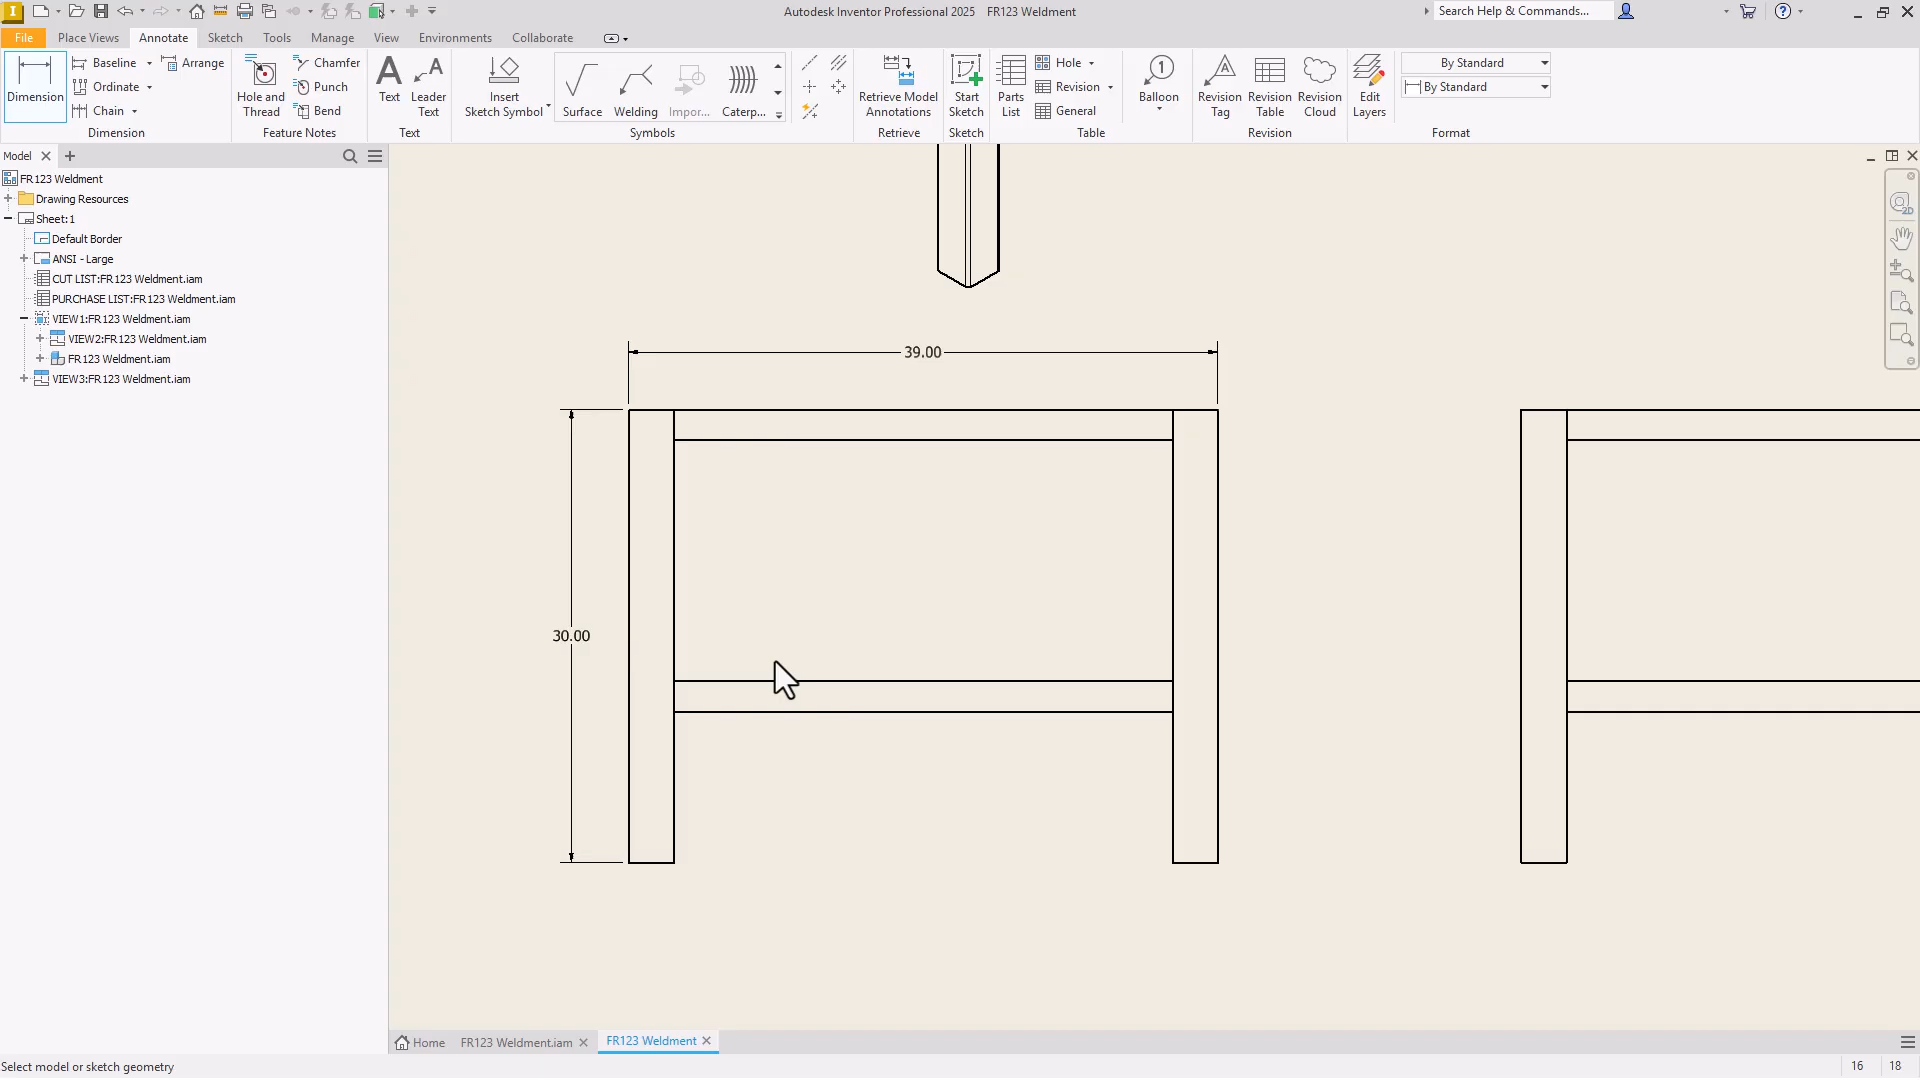 Autodesk Inventor Professional 2025 FR123 Weldment
Search Help & Commands...
File Place Views Annotate Sketch Tools Manage View Environments Collaborate
Dimension
Baseline
Ordinate
Chain
Arrange
Dimension
Hole and Thread
Chamfer
Punch
Bend
Feature Notes
Text
Leader Text
Text
Insert Sketch Symbol
Surface
Welding
Impor...
Caterp...
Symbols
Retrieve Model Annotations
Retrieve
Start Sketch
Sketch
Parts List
Hole
Revision
General
Table
Balloon
Revision Tag
Revision Table
Revision Cloud
Revision
Edit Layers
By Standard
By Standard
Format
Model
FR123 Weldment
Drawing Resources
Sheet:1
Default Border
ANSI - Large
CUT LIST:FR123 Weldment.iam
PURCHASE LIST:FR123 Weldment.iam
VIEW1:FR123 Weldment.iam
VIEW2:FR123 Weldment.iam
FR123 Weldment.iam
VIEW3:FR123 Weldment.iam
39.00
30.00
Home FR123 Weldment.iam FR123 Weldment
Select model or sketch geometry
16 18